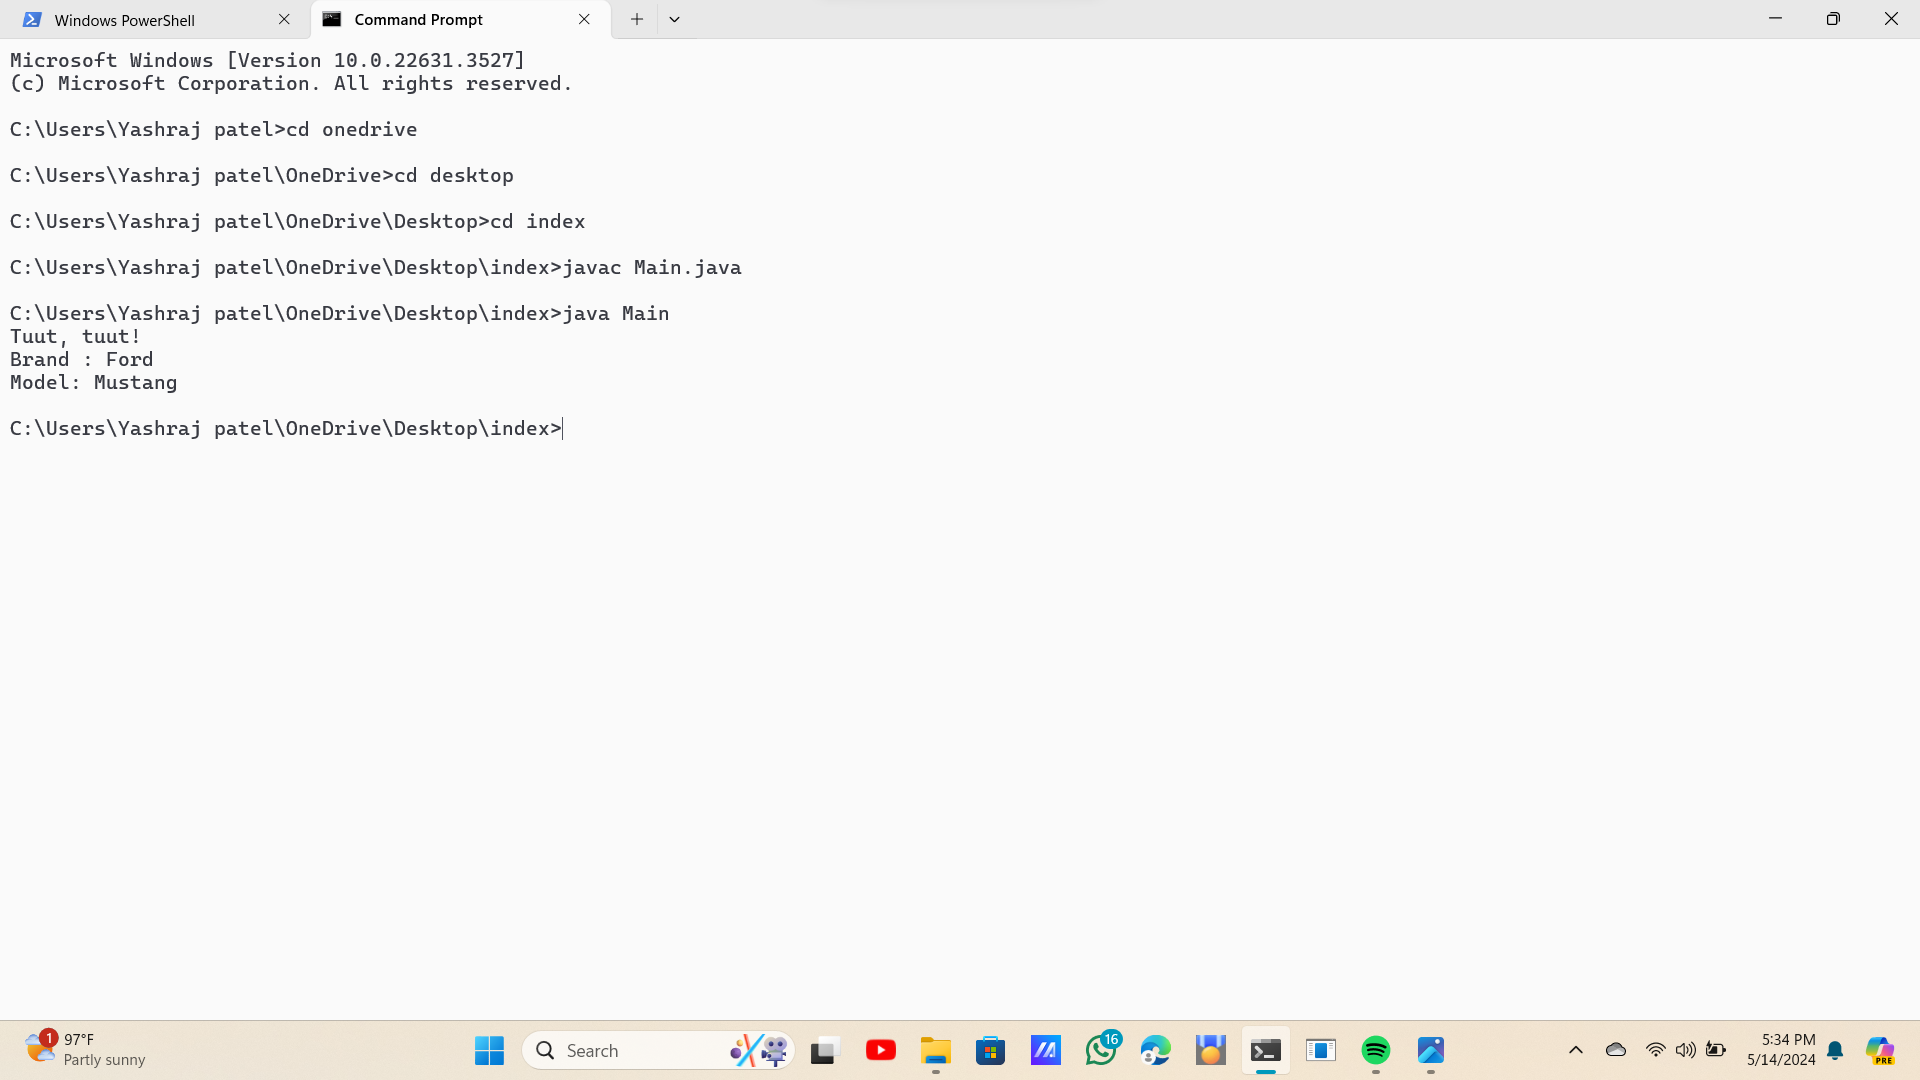 Windows PowerShell
Command Prompt
Microsoft Windows [Version 10.0.22631.3527]
(c) Microsoft Corporation. All rights reserved.
C:\Users\Yashraj patel>cd onedrive
C:\Users\Yashraj patel\OneDrive>cd desktop
C:\Users\Yashraj patel\OneDrive\Desktop>cd index
C:\Users\Yashraj patel\OneDrive\Desktop\index>javac Main.java
C:\Users\Yashraj patel\OneDrive\Desktop\index>java Main
Tuut, tuut!
Brand : Ford
Model: Mustang
C:\Users\Yashraj patel\OneDrive\Desktop\index>
1
97°F
Partly sunny
Search
16
5:34 PM
5/14/2024
PRE